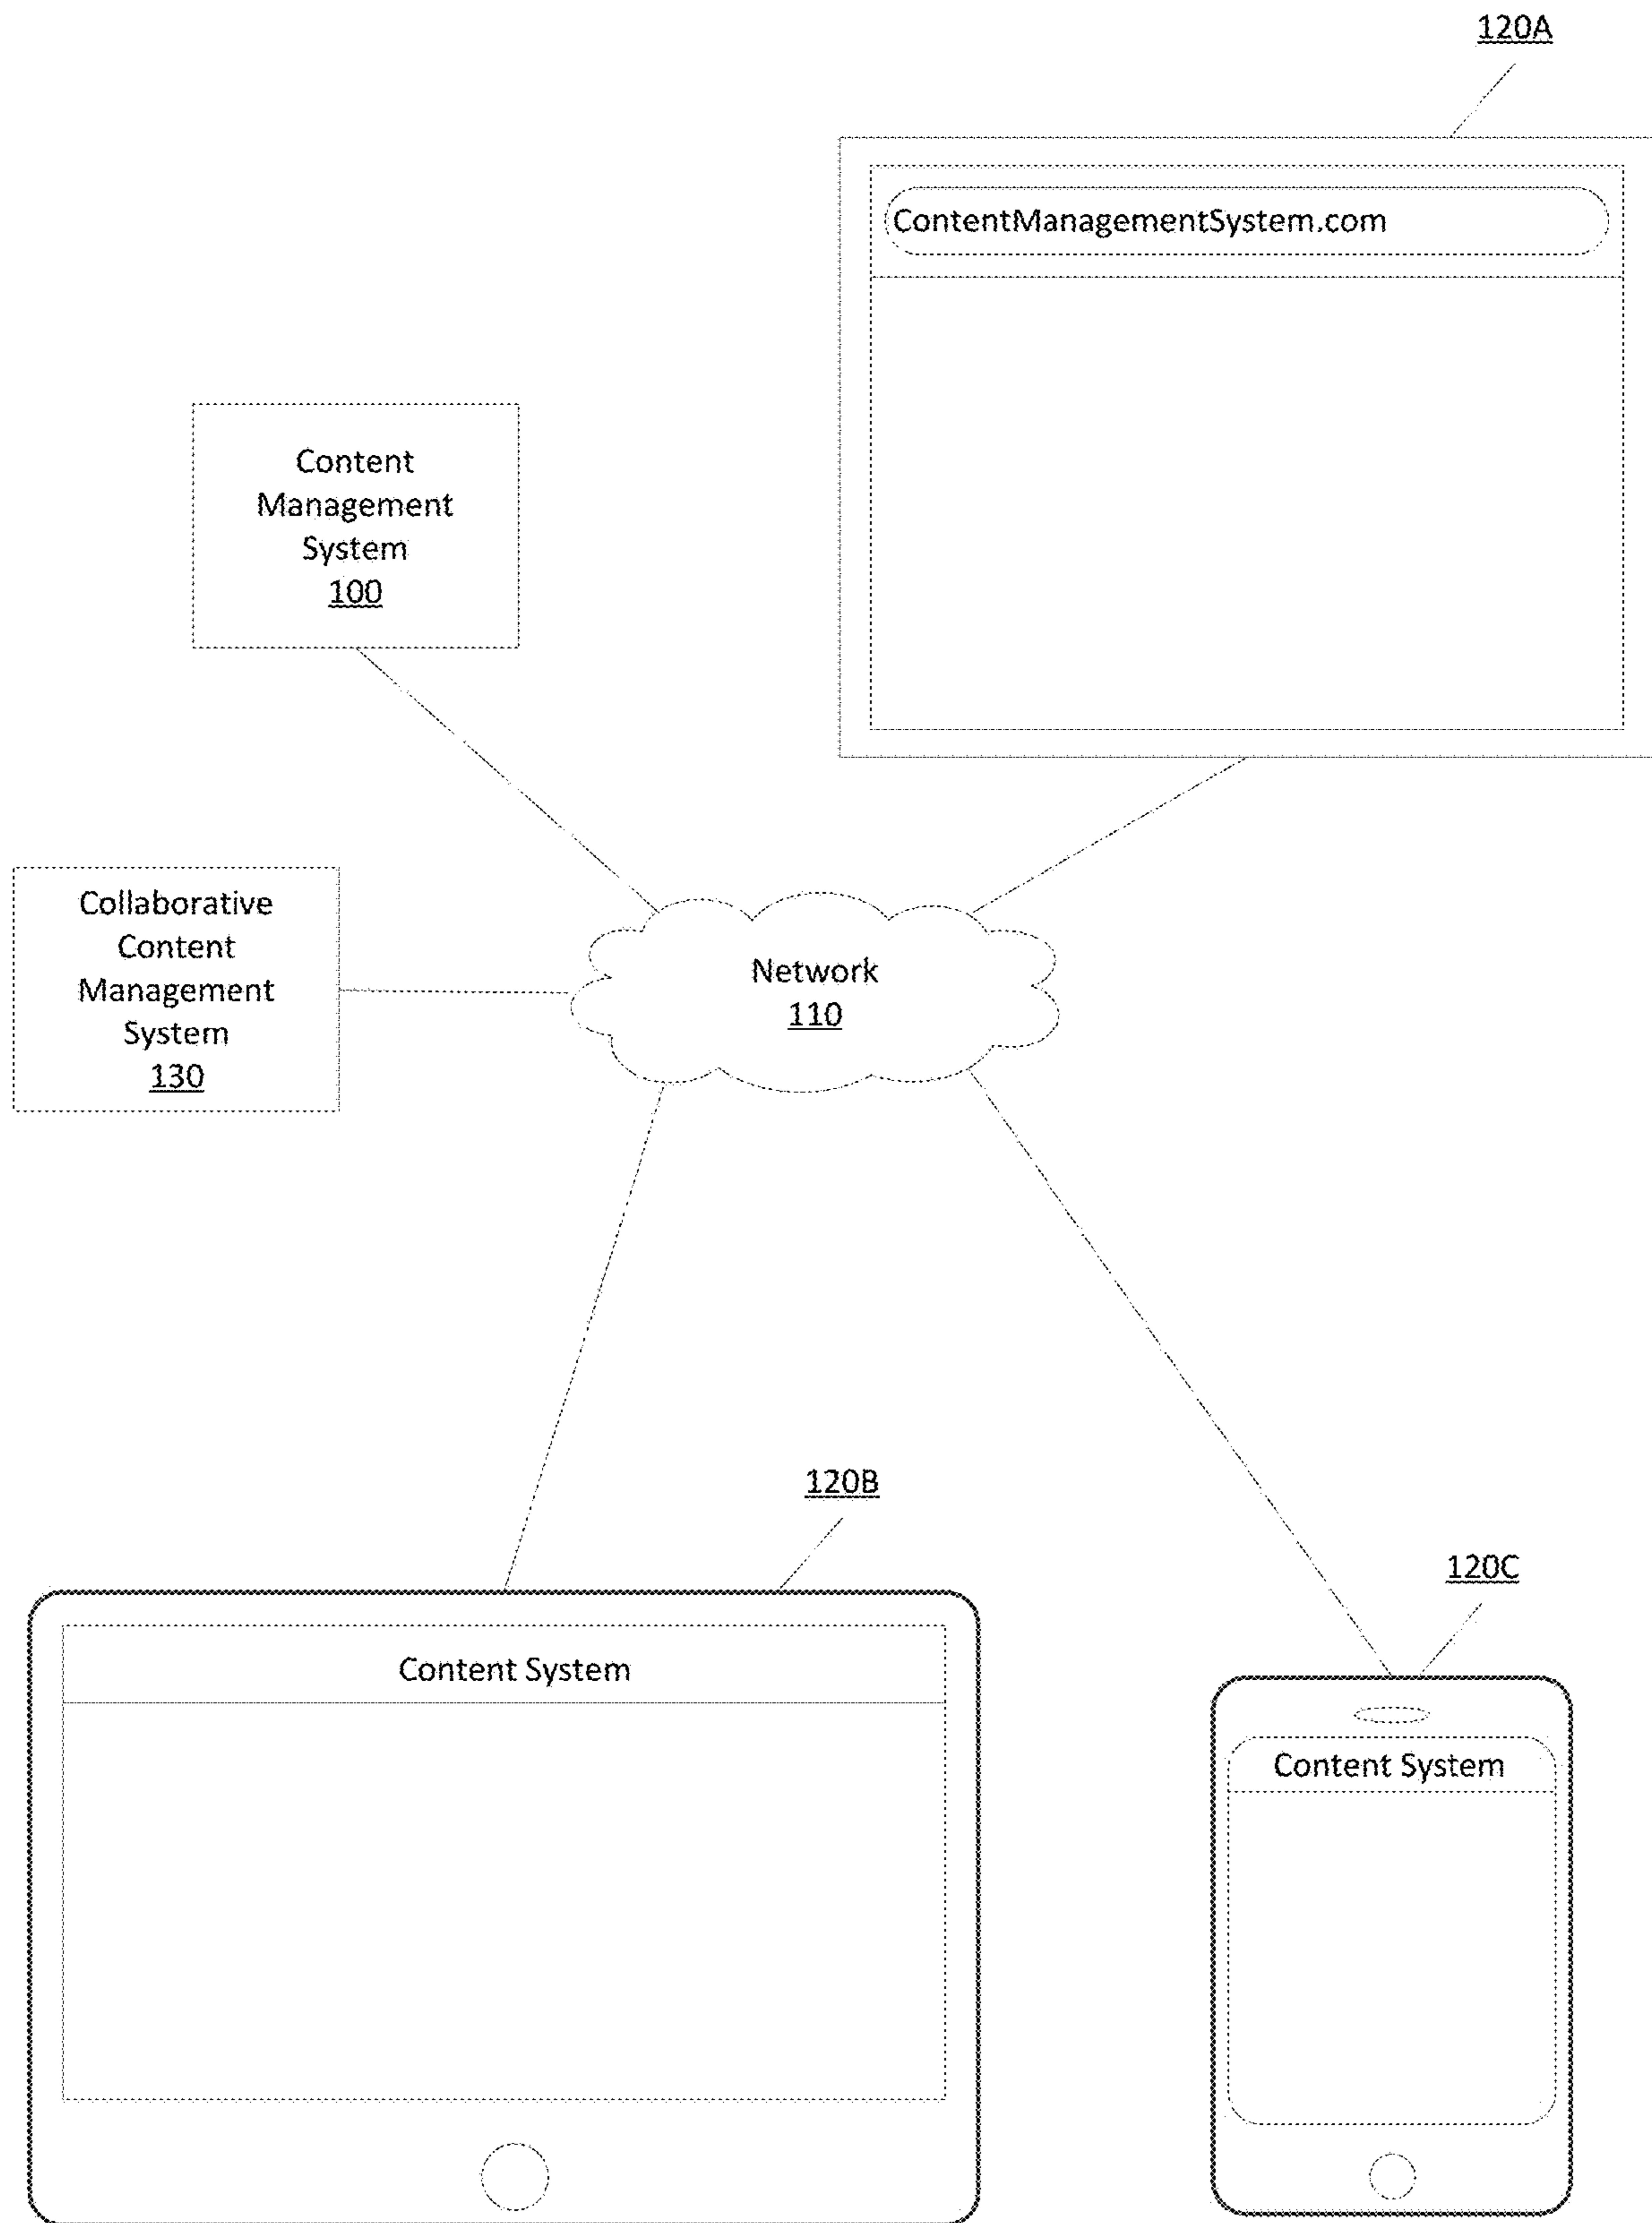 120A
ContentManagementSystem.com
Content
Management
System
100
Collaborative
Content
Management
System
130
Network
110
120B
Content System
120C
Content System